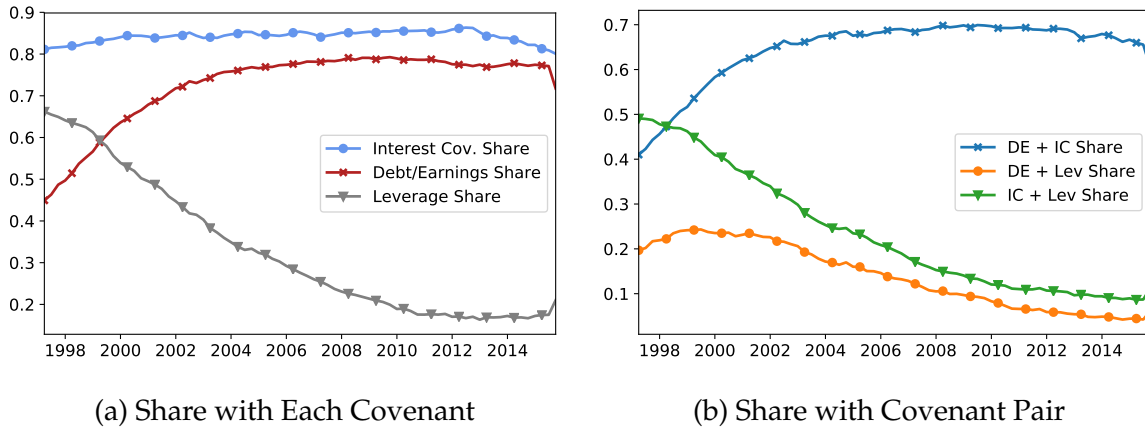 0.9
0.8
0.7
0.6
0.5
0.4
0.3
0.2
Interest Cov. Share
Debt/Earnings Share
Leverage Share
1998 2000 2002 2004 2006 2008 2010 2012 2014
(a) Share with Each Covenant
0.7
0.6
0.5
0.4
0.3
0.2
0.1
DE + IC Share
DE + Lev Share
IC + Lev Share
1998 2000 2002 2004 2006 2008 2010 2012 2014
(b) Share with Covenant Pair